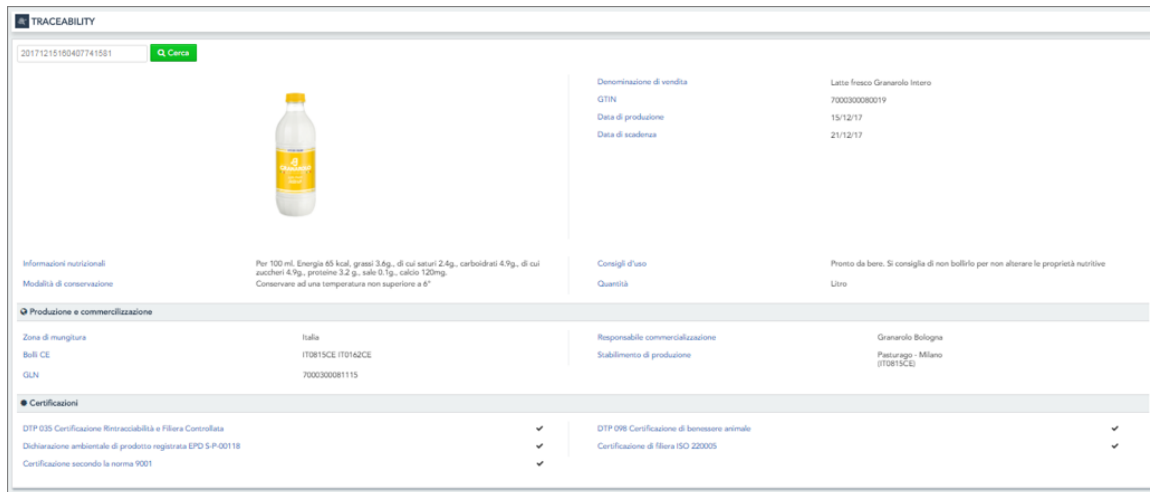 TRACEABILITY
20171215160407741581
Cerca
Denominazione di vendita Latte fresco Granarolo Intero
GTIN 7000300080019
Data di produzione 15/12/17
Data di scadenza 21/12/17
GRANAROLO
Informazioni nutrizionali Per 100 ml. Energia 65 kcal, grassi 3.6g., di cui saturi 2.4g., carboidrati 4.9g., di cui
zuccheri 4.9g., proteine 3.2 g., sale 0.1g., calcio 120mg.
Consigli d'uso Pronto da bere. Si consiglia di non bollirlo per non alterare le proprietà nutritive
Modalità di conservazione Conservare ad una temperatura non superiore a 6°
Quantità Litro
Produzione e commercilizzazione
Zona di mungitura Italia
Responsabile commercializzazione Granarolo Bologna
Bolli CE IT0815CE IT0162CE
Stabilimento di produzione Pasturago - Milano
(IT0815CE)
GLN 7000300081115
Certificazioni
DTP 035 Certificazione Rintracciabilità e Filiera Controllata
DTP 098 Certificazione di benessere animale
Dichiarazione ambientale di prodotto registrata EPD S-P-00118
Certificazione di filiera ISO 220005
Certificazione secondo la norma 9001